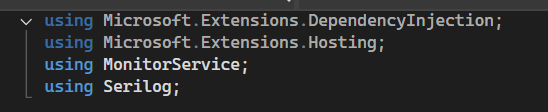 using Microsoft.Extensions.DependencyInjection;
using Microsoft.Extensions.Hosting;
using MonitorService;
using Serilog;